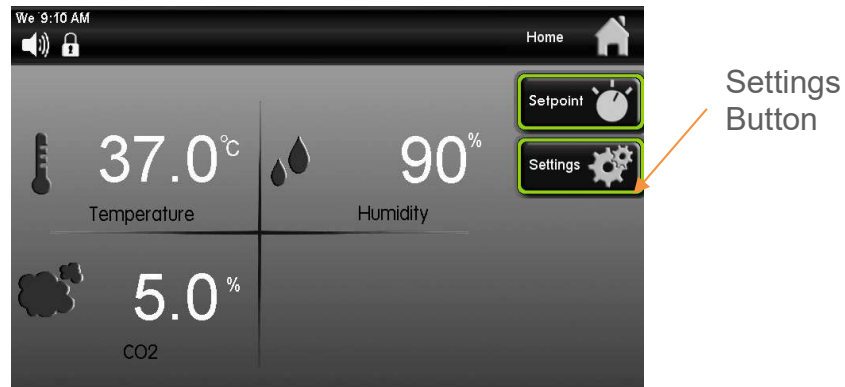 We 9:10 AM
Home
Setpoint
Settings
Settings
Button
37.0°C
90%
Temperature
Humidity
5.0%
CO2